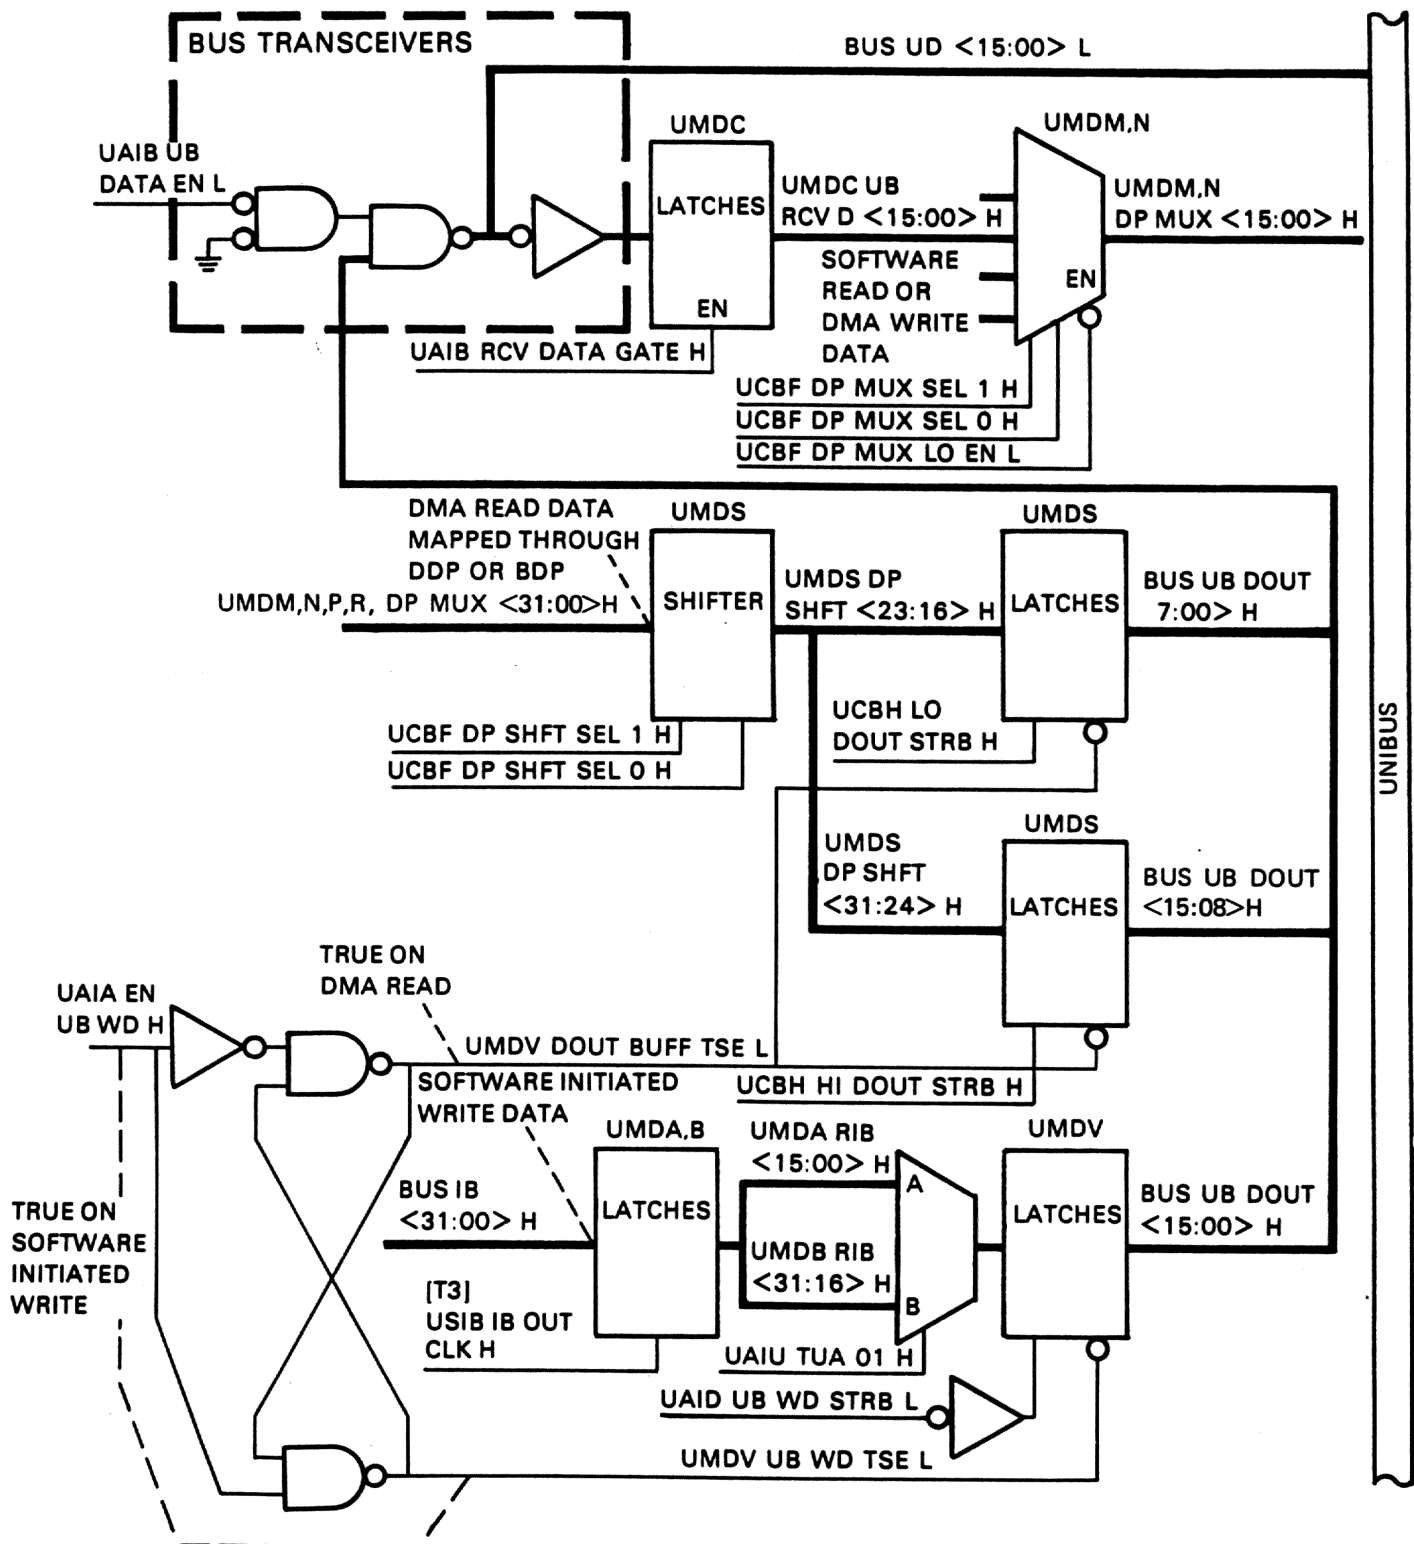 BUS TRANSCEIVERS
BUS UD <15:00> L
UMDC
UMDM,N
UAIB UB
DATA EN L
LATCHES
EN
UMDC UB
RCV D <15:00> H
UMDM,N
DP MUX <15:00> H
SOFTWARE
READ OR
DMA WRITE
DATA
EN
UAIB RCV DATA GATE H
UCBF DP MUX SEL 1 H
UCBF DP MUX SEL 0 H
UCBF DP MUX LO EN L
DMA READ DATA
MAPPED THROUGH
DDP OR BDP
UMDM,N,P,R, DP MUX <31:00>H
UMDS
SHIFTER
UMDS DP
SHFT <23:16> H
UMDS
LATCHES
BUS UB DOUT
7:00> H
UCBF DP SHFT SEL 1 H
UCBF DP SHFT SEL 0 H
UCBH LO
DOUT STRB H
UNIBUS
UMDS
DP SHFT
<31:24> H
UMDS
LATCHES
BUS UB DOUT
<15:08>H
TRUE ON
DMA READ
UAIA EN
UB WD H
UMDV DOUT BUFF TSE L
UCBH HI DOUT STRB H
SOFTWARE INITIATED
WRITE DATA
UMDA,B
LATCHES
BUS IB
<31:00> H
UMDA RIB
<15:00> H
A
UMDB RIB
<31:16> H
B
UMDV
LATCHES
BUS UB DOUT
<15:00> H
TRUE ON
SOFTWARE
INITIATED
WRITE
[T3]
USIB IB OUT
CLK H
UAIU TUA 01 H
UAID UB WD STRB L
UMDV UB WD TSE L